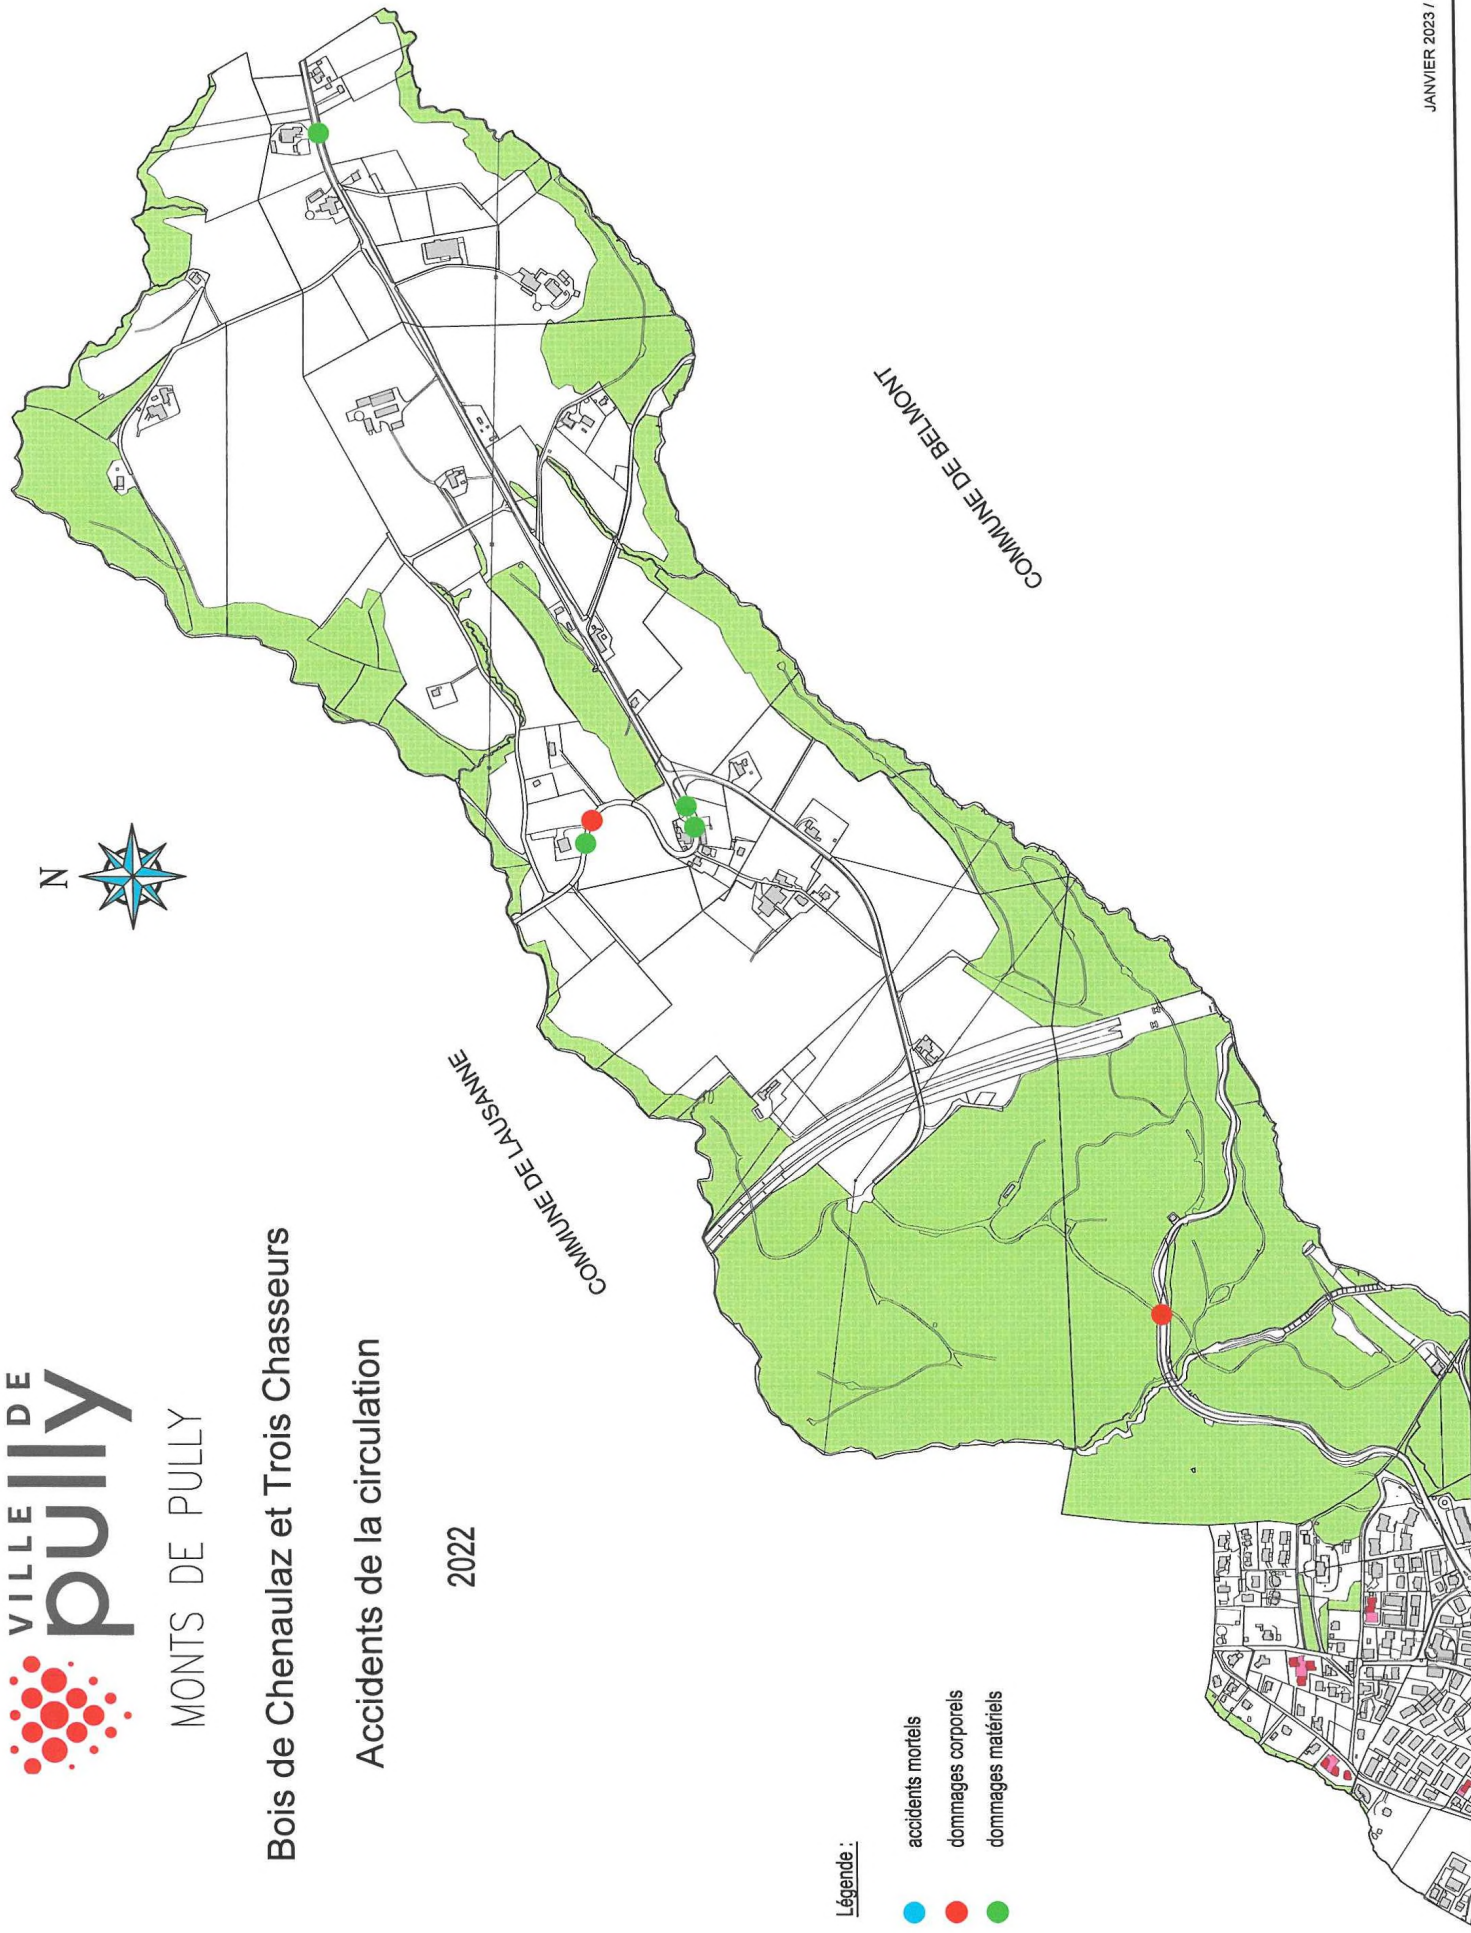 VILLE DE
pully
MONTS DE PULLY
Bois de Chenaulaz et Trois Chasseurs
Accidents de la circulation
2022
N
COMMUNE DE LAUSANNE
COMMUNE DE BELMONT
Légende :
accidents mortels
dommages corporels
dommages matériels
JANVIER 2023 /